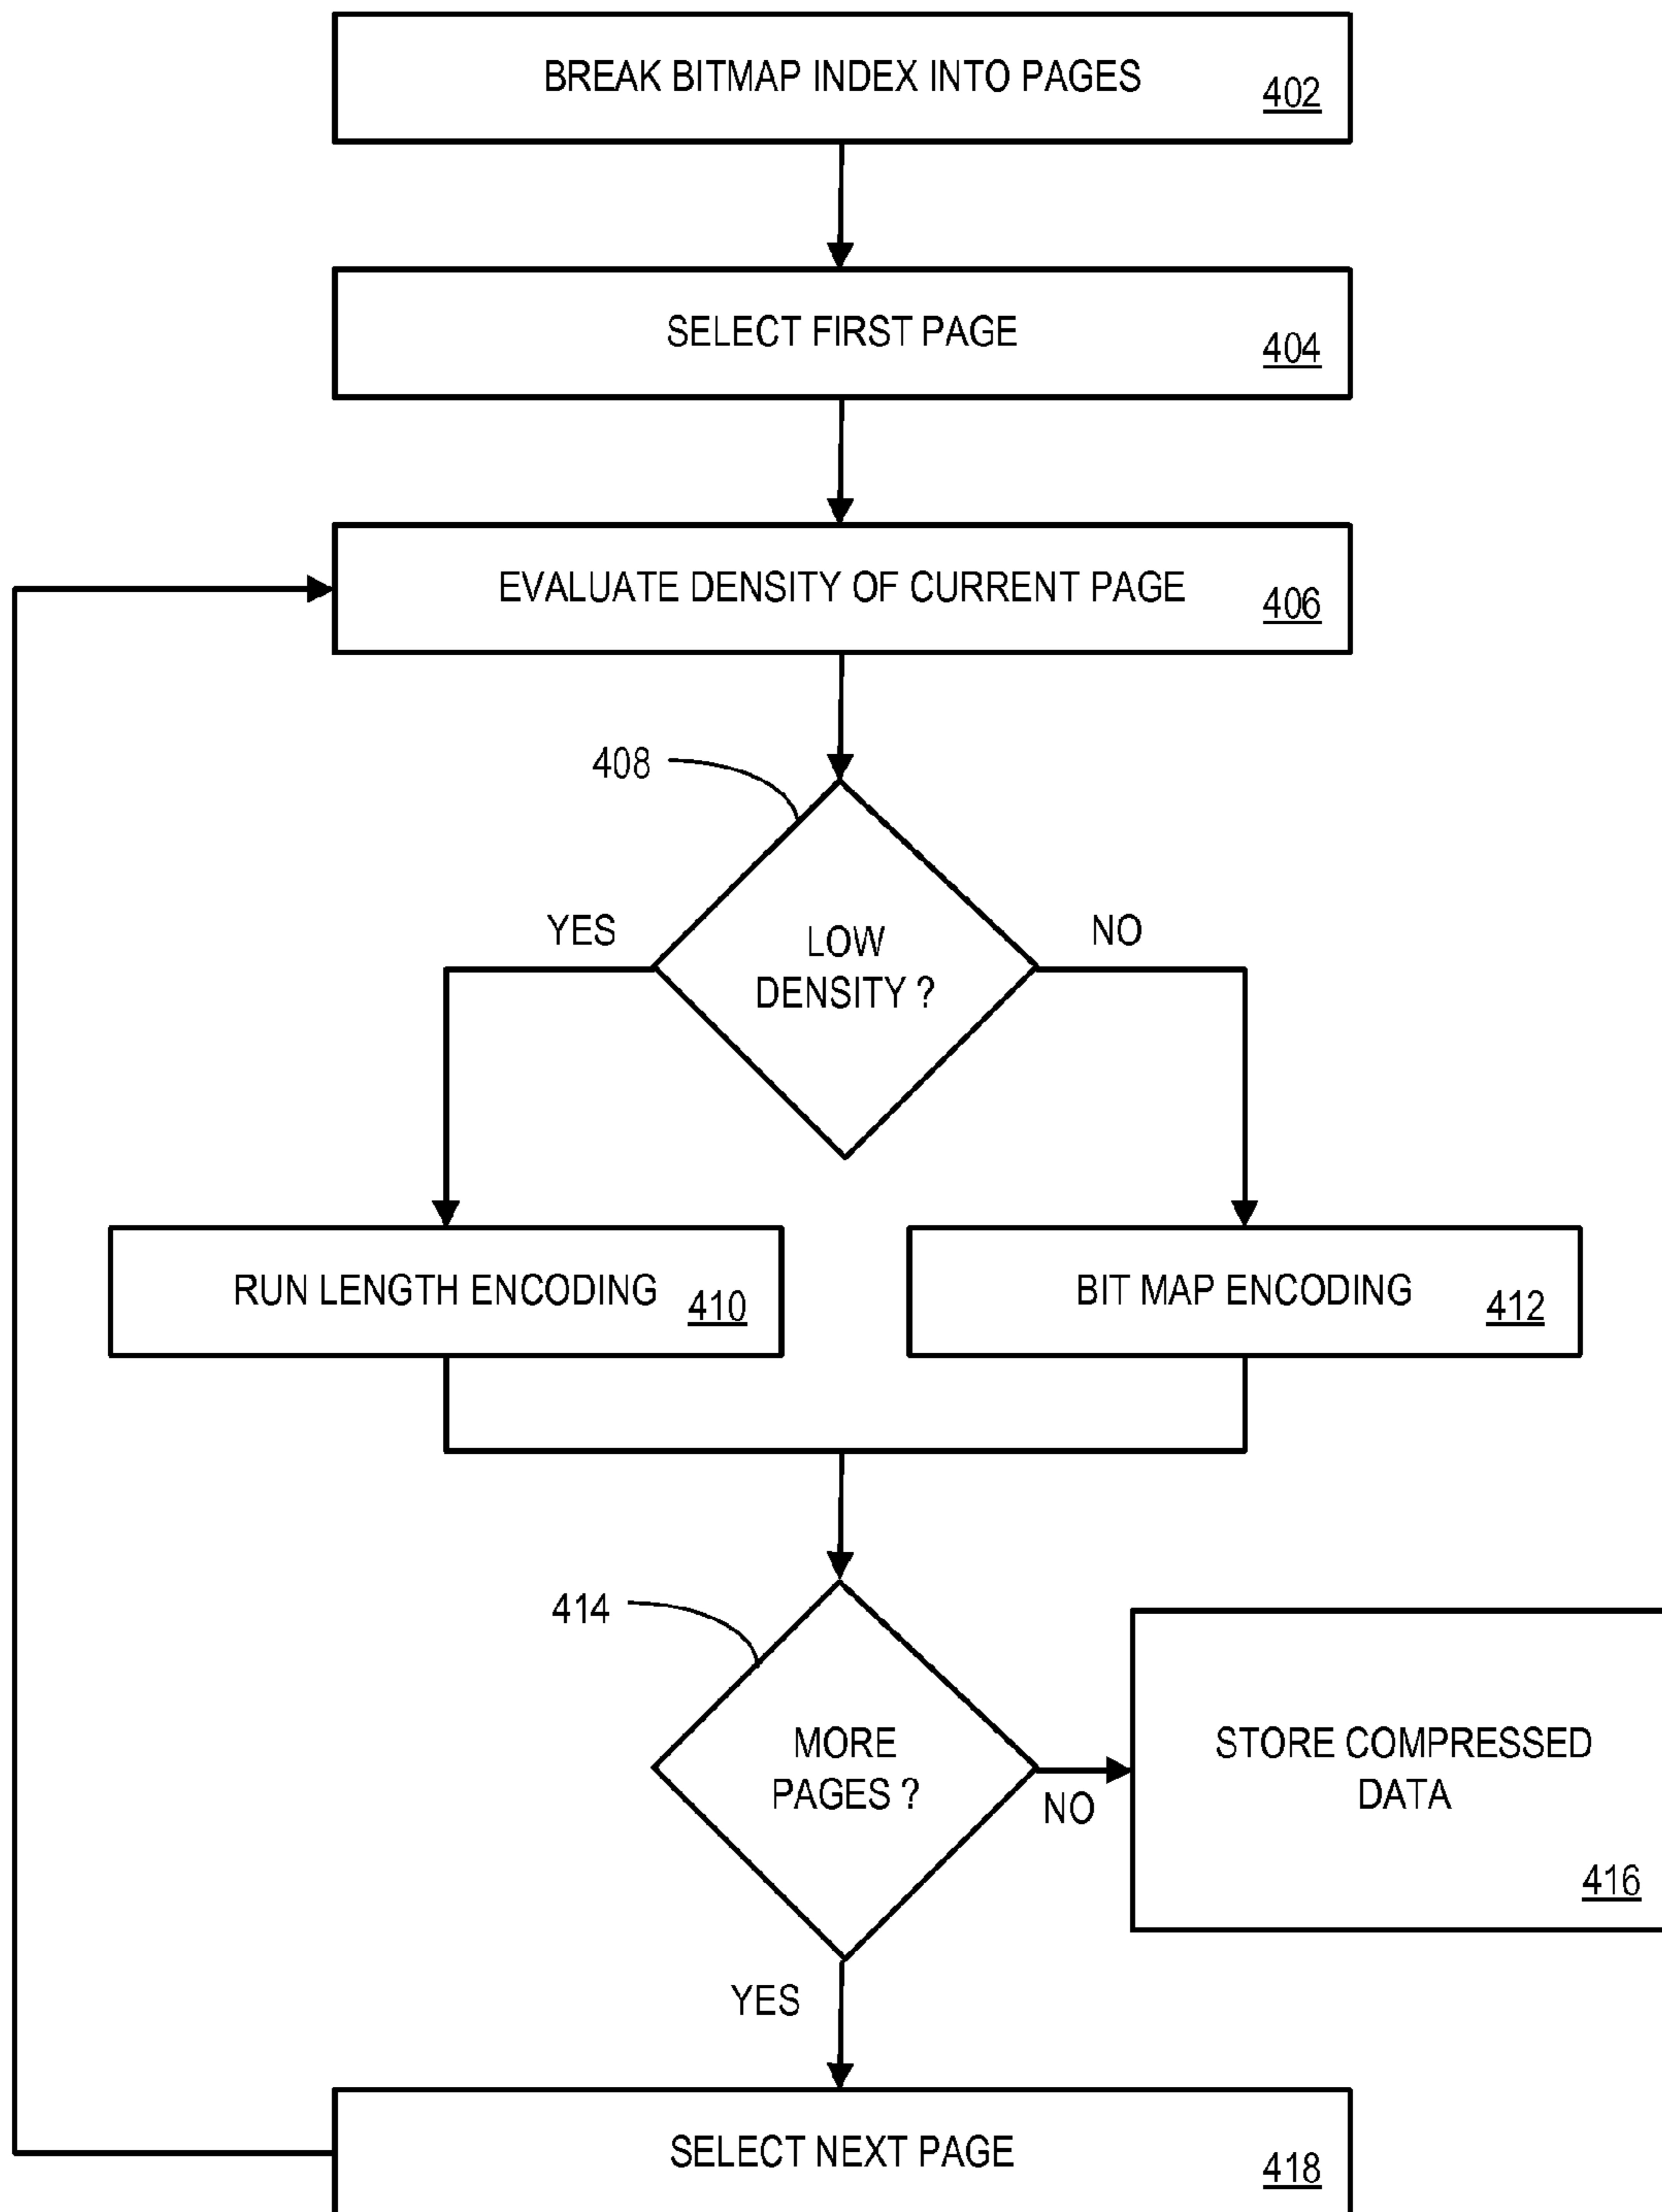 BREAK BITMAP INDEX INTO PAGES
402
SELECT FIRST PAGE
404
EVALUATE DENSITY OF CURRENT PAGE
406
408
YES
LOW
DENSITY ?
NO
RUN LENGTH ENCODING
410
BIT MAP ENCODING
412
414
MORE
PAGES ?
NO
STORE COMPRESSED
DATA
416
YES
SELECT NEXT PAGE
418